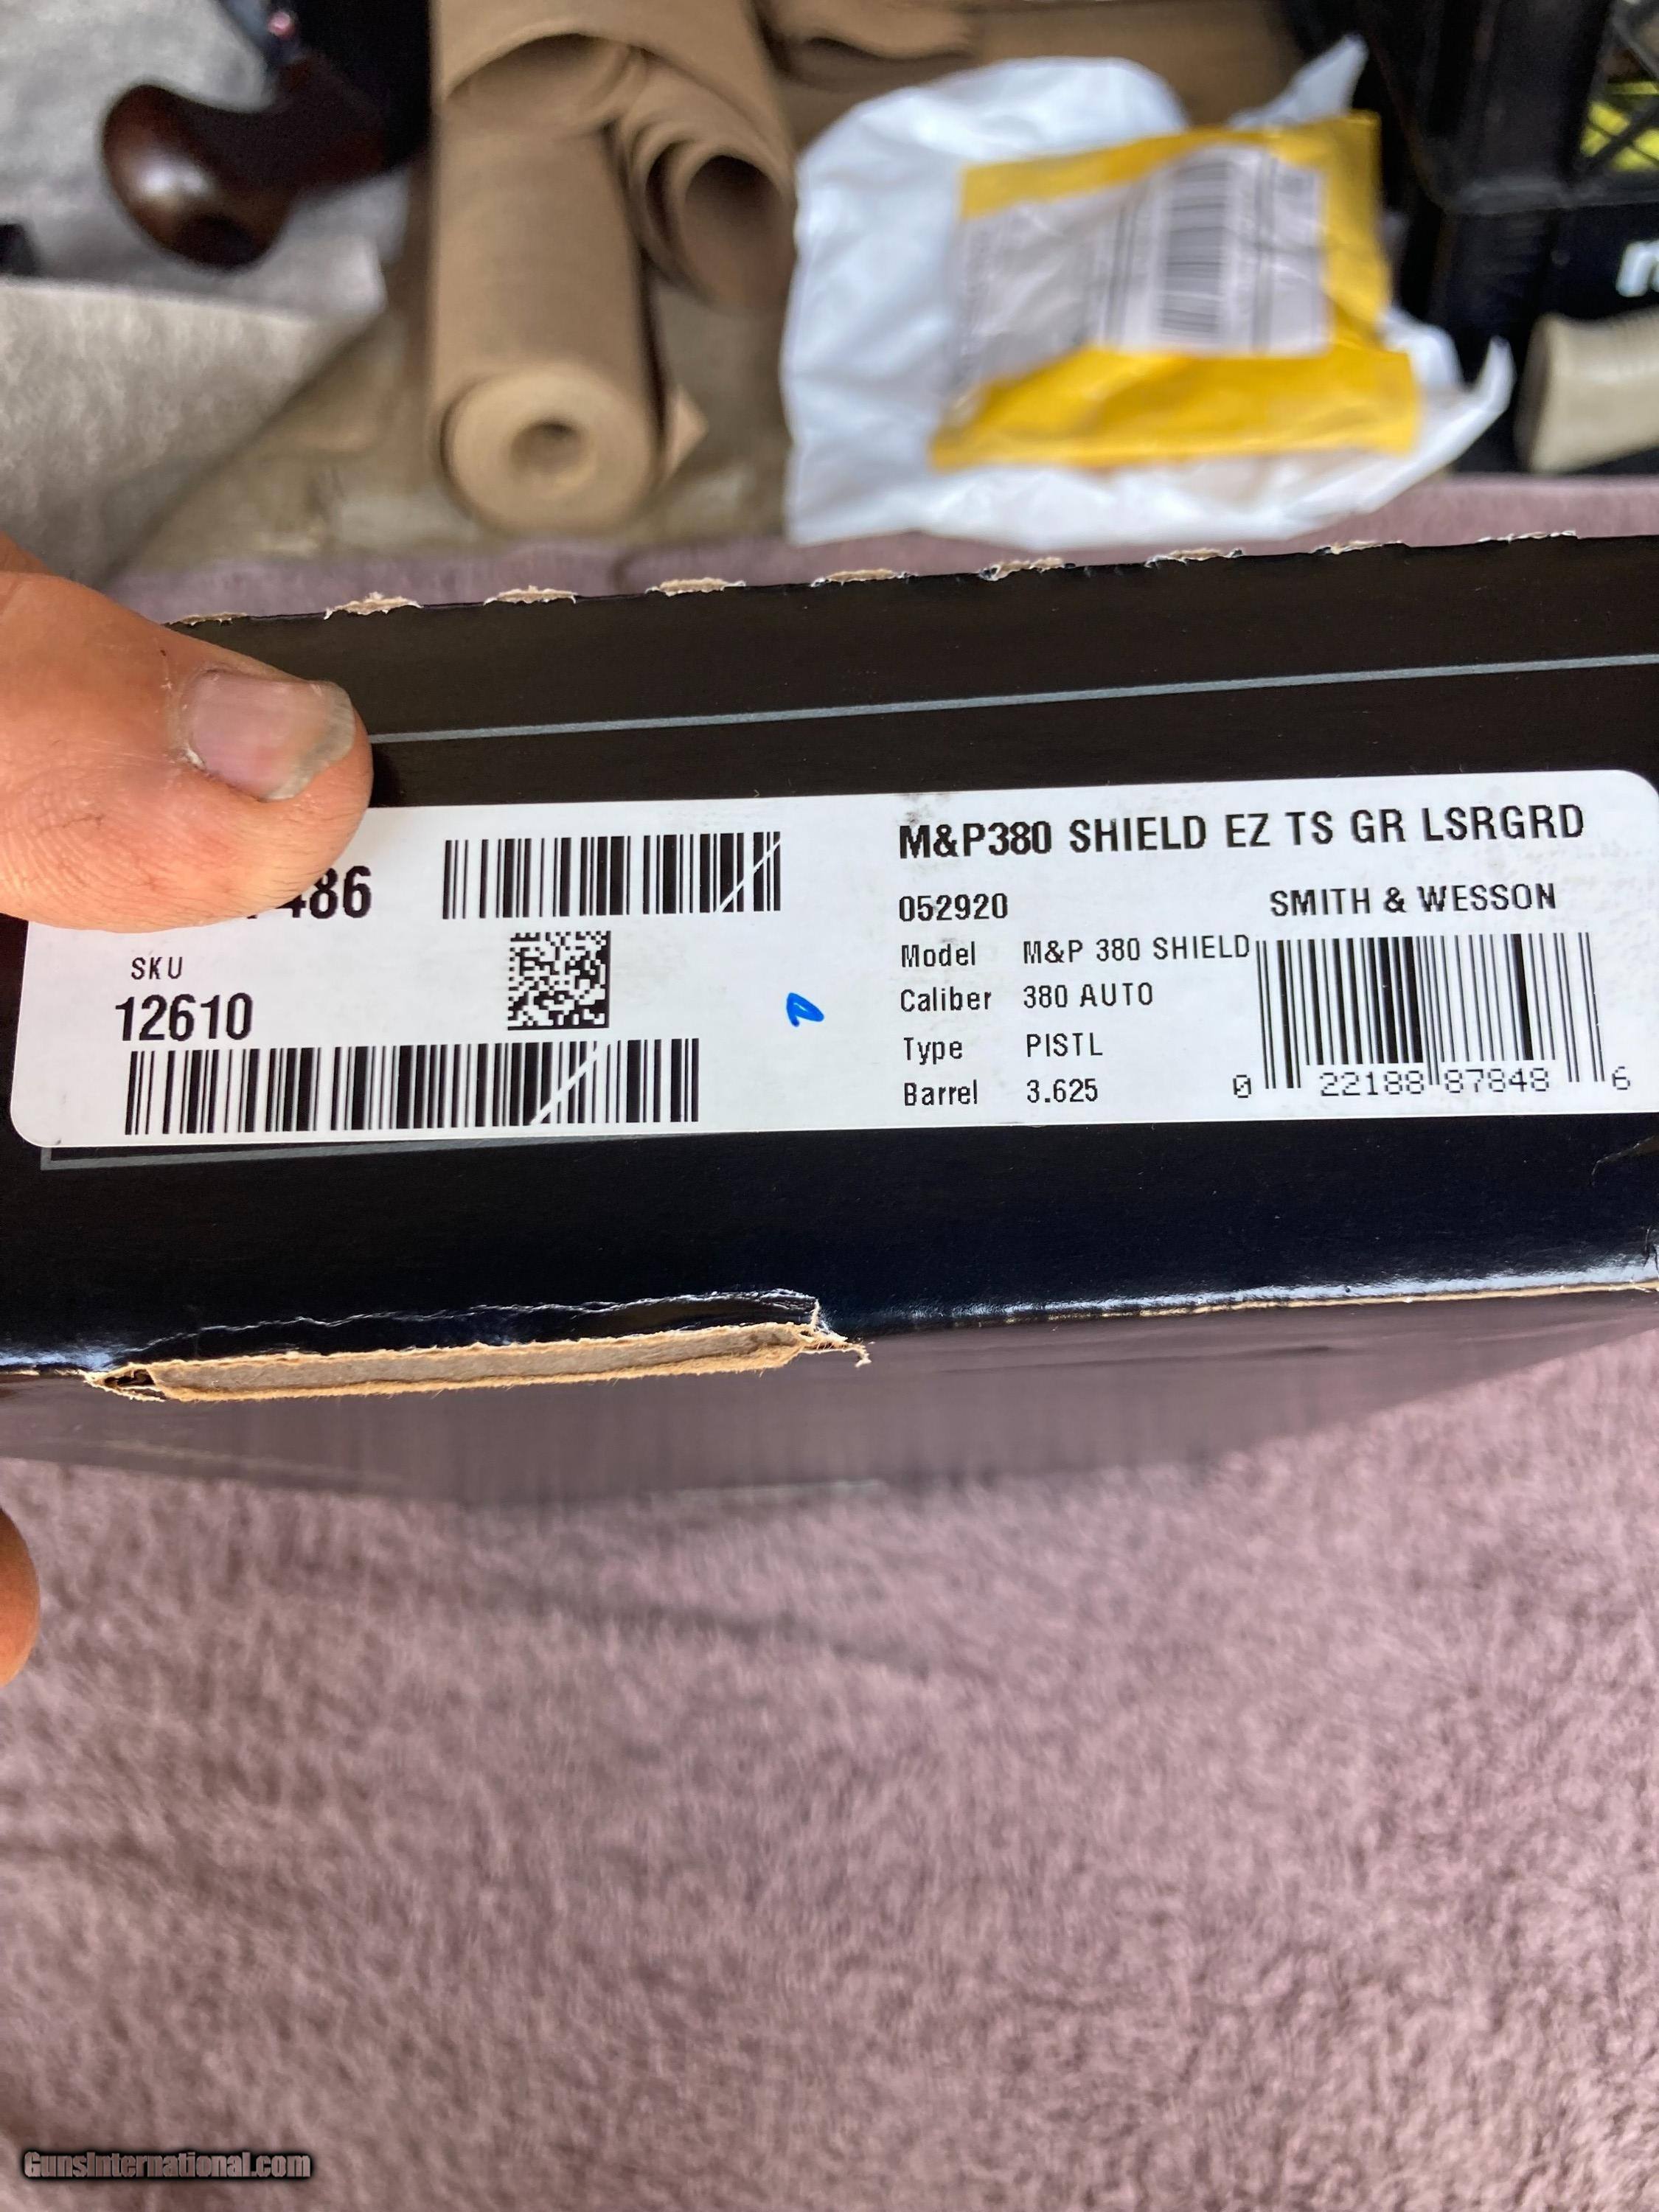 486
SKU
12610
M&P380 SHIELD EZ TS GR LSRGRD
052920
SMITH & WESSON
Model M&P 380 SHIELD
Caliber 380 AUTO
Type PISTL
Barrel 3.625
0 22188 87848 6
GunsInternational.com